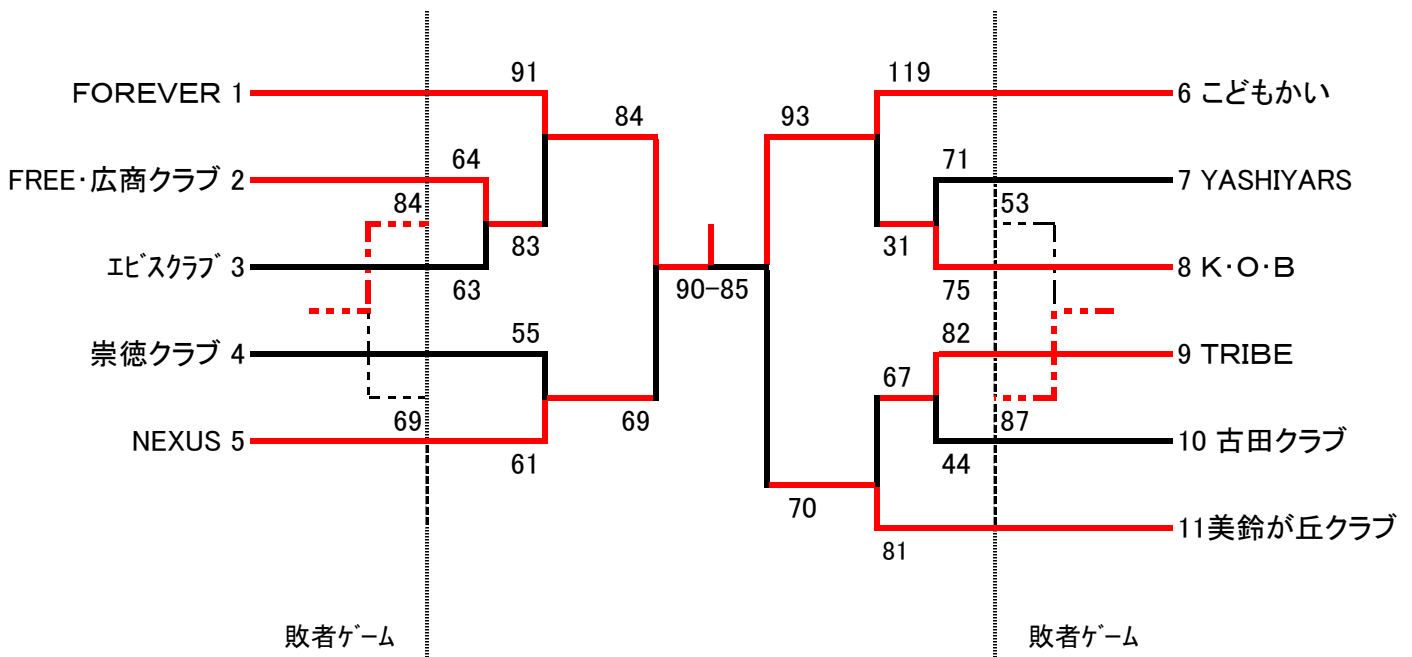 91
119
FOREVER 1
6 こどもかい
84
93
64
71
FREE・広商クラブ 2
7 YASHIYARS
84
53
83
31
ｴﾋﾞｽｸﾗﾌﾞ 3
8 K・O・B
63
90-85
75
55
82
崇徳クラブ 4
9 TRIBE
67
69
69
87
NEXUS 5
10 古田クラブ
61
44
70
11美鈴が丘クラブ
81
敗者ｹﾞｰﾑ
敗者ｹﾞｰﾑ